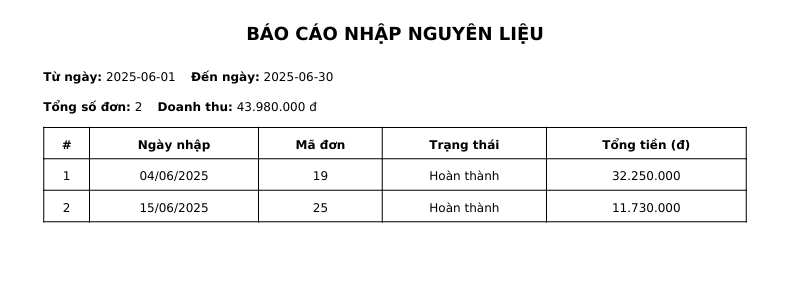 BÁO CÁO NHẬP NGUYÊN LIỆU
Từ ngày: 2025-06-01 Đến ngày: 2025-06-30
Tổng số đơn: 2 Doanh thu: 43.980.000 đ
# Ngày nhập Mã đơn Trạng thái Tổng tiền (đ)
1 04/06/2025 19 Hoàn thành 32.250.000
2 15/06/2025 25 Hoàn thành 11.730.000